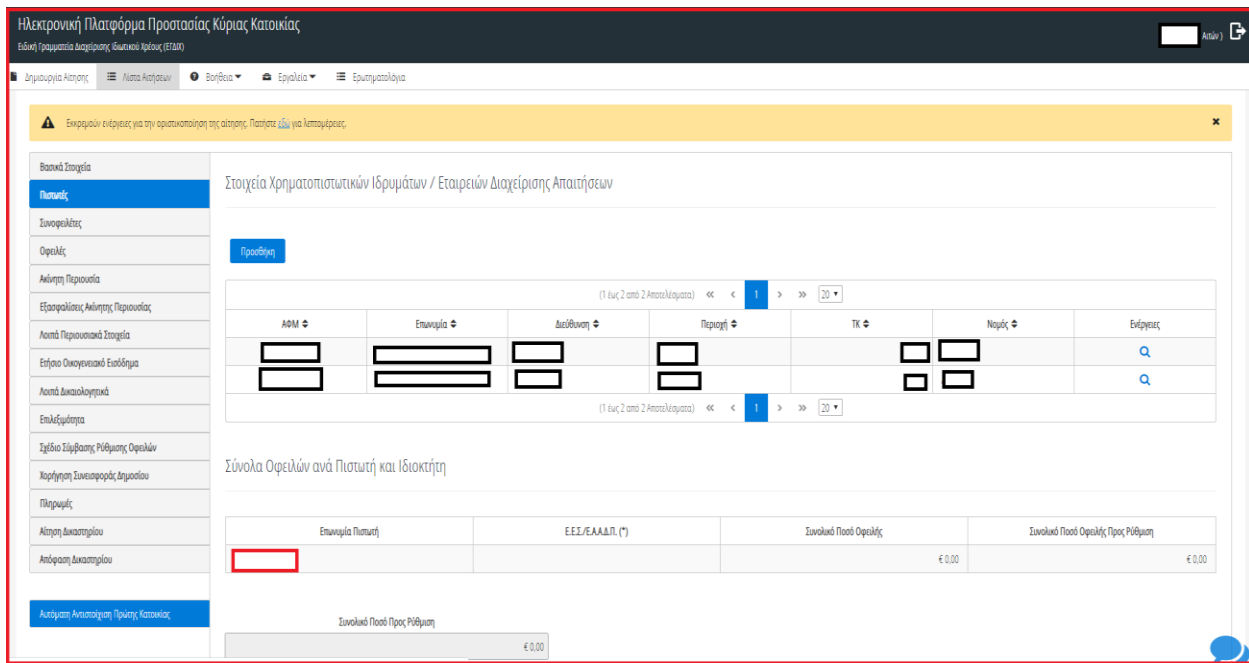 Ηλεκτρονική Πλατφόρμα Προστασίας Κύριας Κατοικίας
Ειδική Γραμματεία Διαχείρισης Ιδιωτικού Χρέους (ΕΓΔΙΧ)
Αιτών )
Δημιουργία Αίτησης Λίστα Αιτήσεων Βοήθεια Εργαλεία Ερωτηματολόγια
Εκκρεμούν ενέργειες για την οριστικοποίηση της αίτησης. Πατήστε εδώ για λεπτομέρειες.
Βασικά Στοιχεία
Πιστωτές
Συνοφειλέτες
Οφειλές
Ακίνητη Περιουσία
Εξασφαλίσεις Ακίνητης Περιουσίας
Λοιπά Περιουσιακά Στοιχεία
Ετήσιο Οικογενειακό Εισόδημα
Λοιπά Δικαιολογητικά
Επιλεξιμότητα
Σχέδιο Σύμβασης Ρύθμισης Οφειλών
Χορήγηση Συνεισφοράς Δημοσίου
Πληρωμές
Αίτηση Δικαστηρίου
Απόφαση Δικαστηρίου
Αυτόματη Αντιστοίχιση Πρώτης Κατοικίας
Στοιχεία Χρηματοπιστωτικών Ιδρυμάτων / Εταιρειών Διαχείρισης Απαιτήσεων
Προσθήκη
(1 έως 2 από 2 Αποτελέσματα) « < 1 > » 20
ΑΦΜ Επωνυμία Διεύθυνση Περιοχή ΤΚ Νομός Ενέργειες
(1 έως 2 από 2 Αποτελέσματα) « < 1 > » 20
Σύνολα Οφειλών ανά Πιστωτή και Ιδιοκτήτη
Επωνυμία Πιστωτή Ε.Ε.Σ./Ε.Α.Α.Δ.Π. (*) Συνολικό Ποσό Οφειλής Συνολικό Ποσό Οφειλής Προς Ρύθμιση
€ 0,00 € 0,00
Συνολικό Ποσό Προς Ρύθμιση
€ 0,00